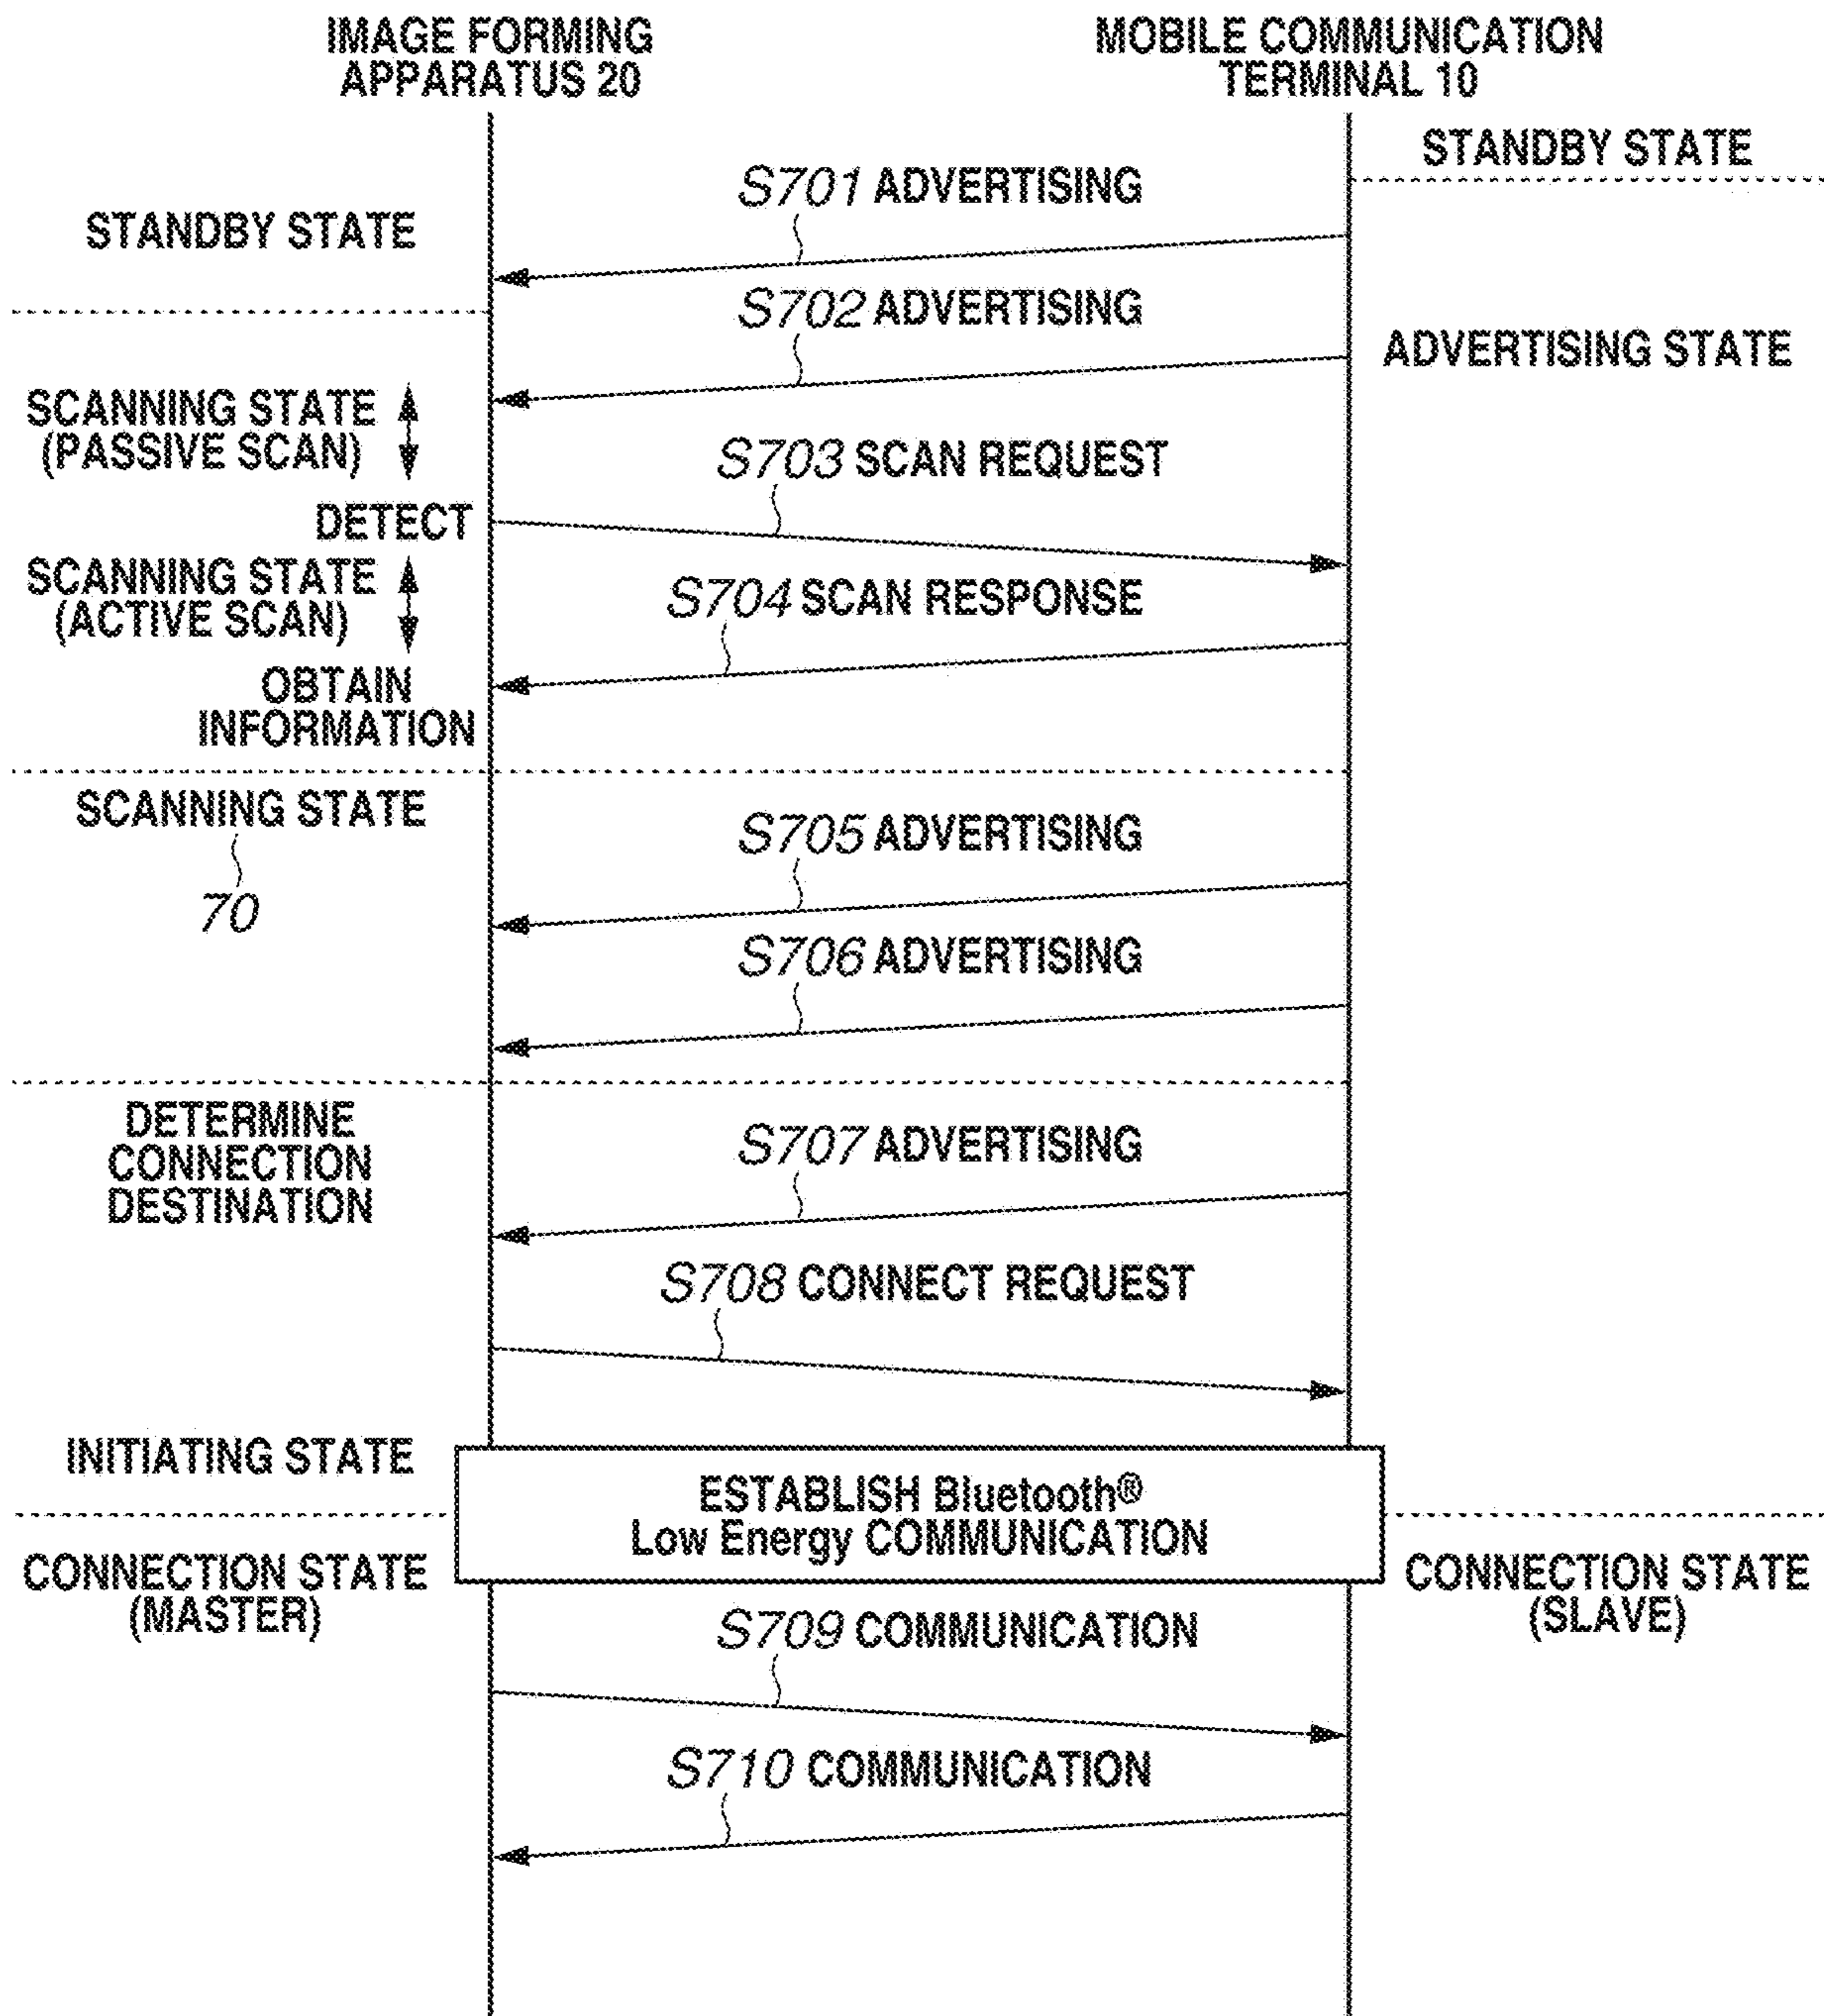 IMAGE FORMING
APPARATUS 20
MOBILE COMMUNICATION
TERMINAL 10
STANDBY STATE
S701 ADVERTISING
STANDBY STATE
S702 ADVERTISING
ADVERTISING STATE
SCANNING STATE
(PASSIVE SCAN)
S703 SCAN REQUEST
DETECT
SCANNING STATE
(ACTIVE SCAN)
S704 SCAN RESPONSE
OBTAIN
INFORMATION
SCANNING STATE
70
S705 ADVERTISING
S706 ADVERTISING
DETERMINE
CONNECTION
DESTINATION
S707 ADVERTISING
S708 CONNECT REQUEST
INITIATING STATE
ESTABLISH Bluetooth®
Low Energy COMMUNICATION
CONNECTION STATE
(MASTER)
CONNECTION STATE
(SLAVE)
S709 COMMUNICATION
S710 COMMUNICATION